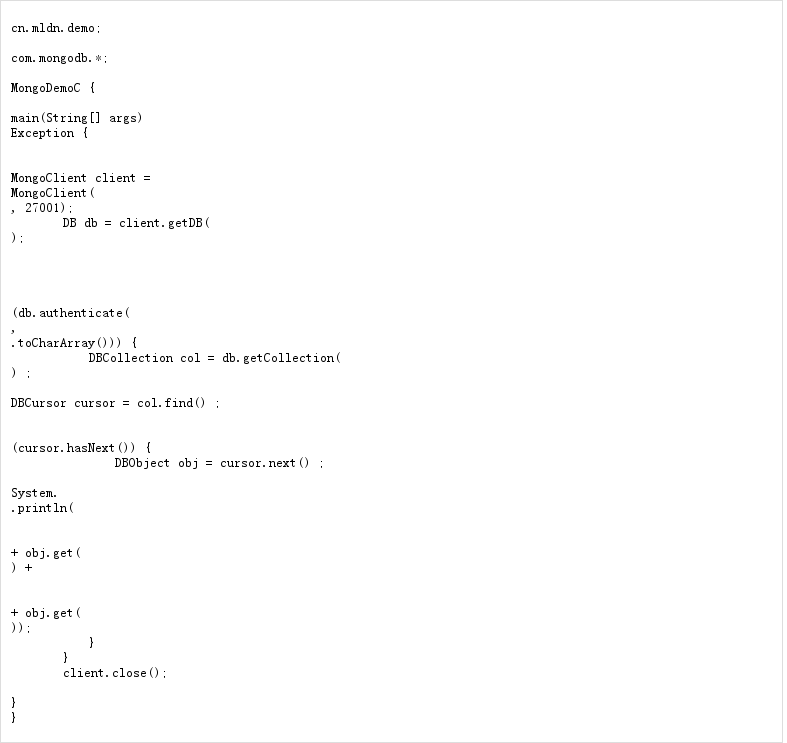 cn.mldn.demo;
com.mongodb.*;
MongoDemoC {
main(String[] args)
Exception {
MongoClient client =
MongoClient(
, 27001);
DB db = client.getDB(
);
(db.authenticate(
,
.toCharArray())) {
DBCollection col = db.getCollection(
) ;
DBCursor cursor = col.find() ;
(cursor.hasNext()) {
DBObject obj = cursor.next() ;
System.
.println(
+ obj.get(
) +
+ obj.get(
));
}
}
client.close();
}
}